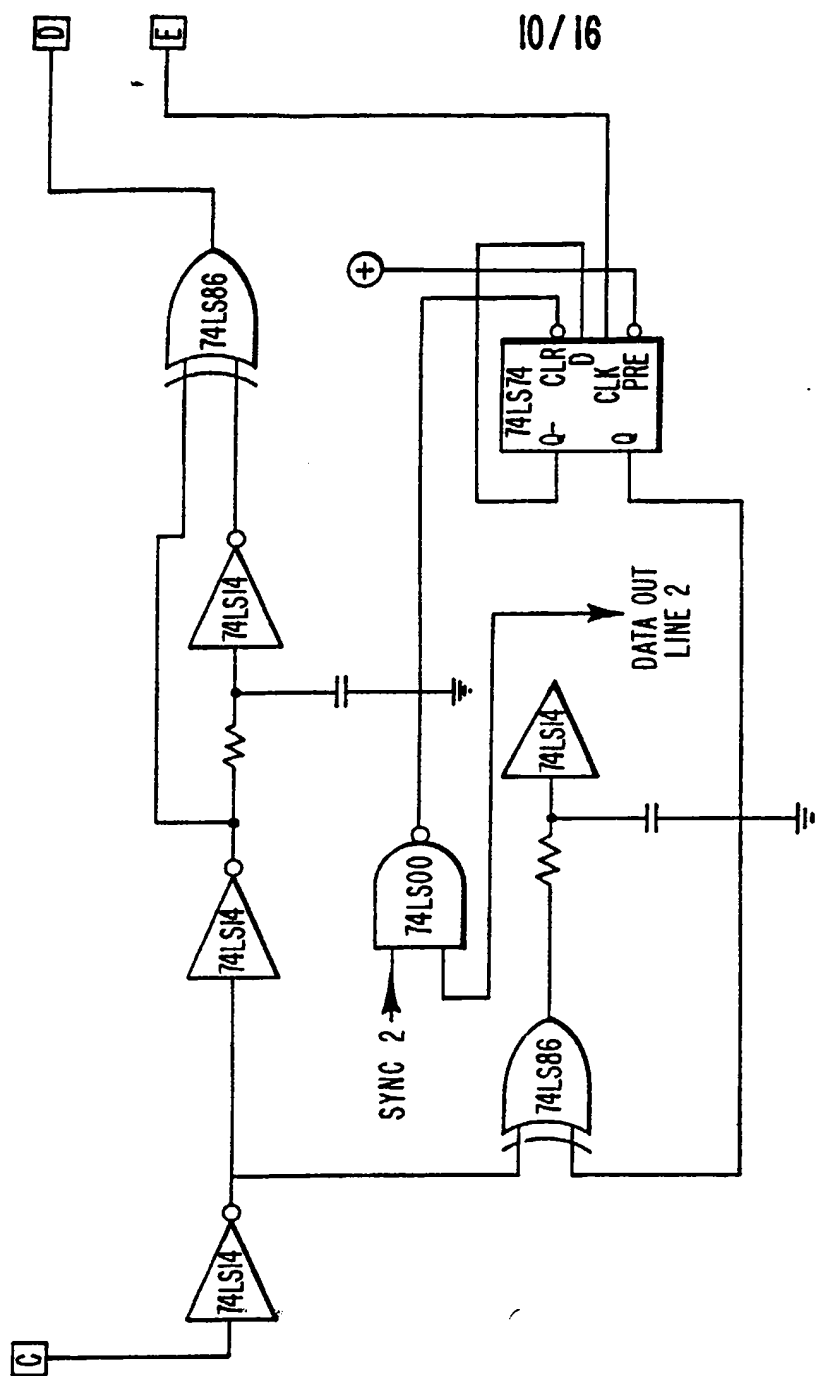 10/16
C
74LS14
74LS14
74LS14
74LS86
D
E
SYNC 2
74LS00
74LS86
74LS14
DATA OUT
LINE 2
74LS74
Q-
CLR
D
CLK
Q
PRE
+